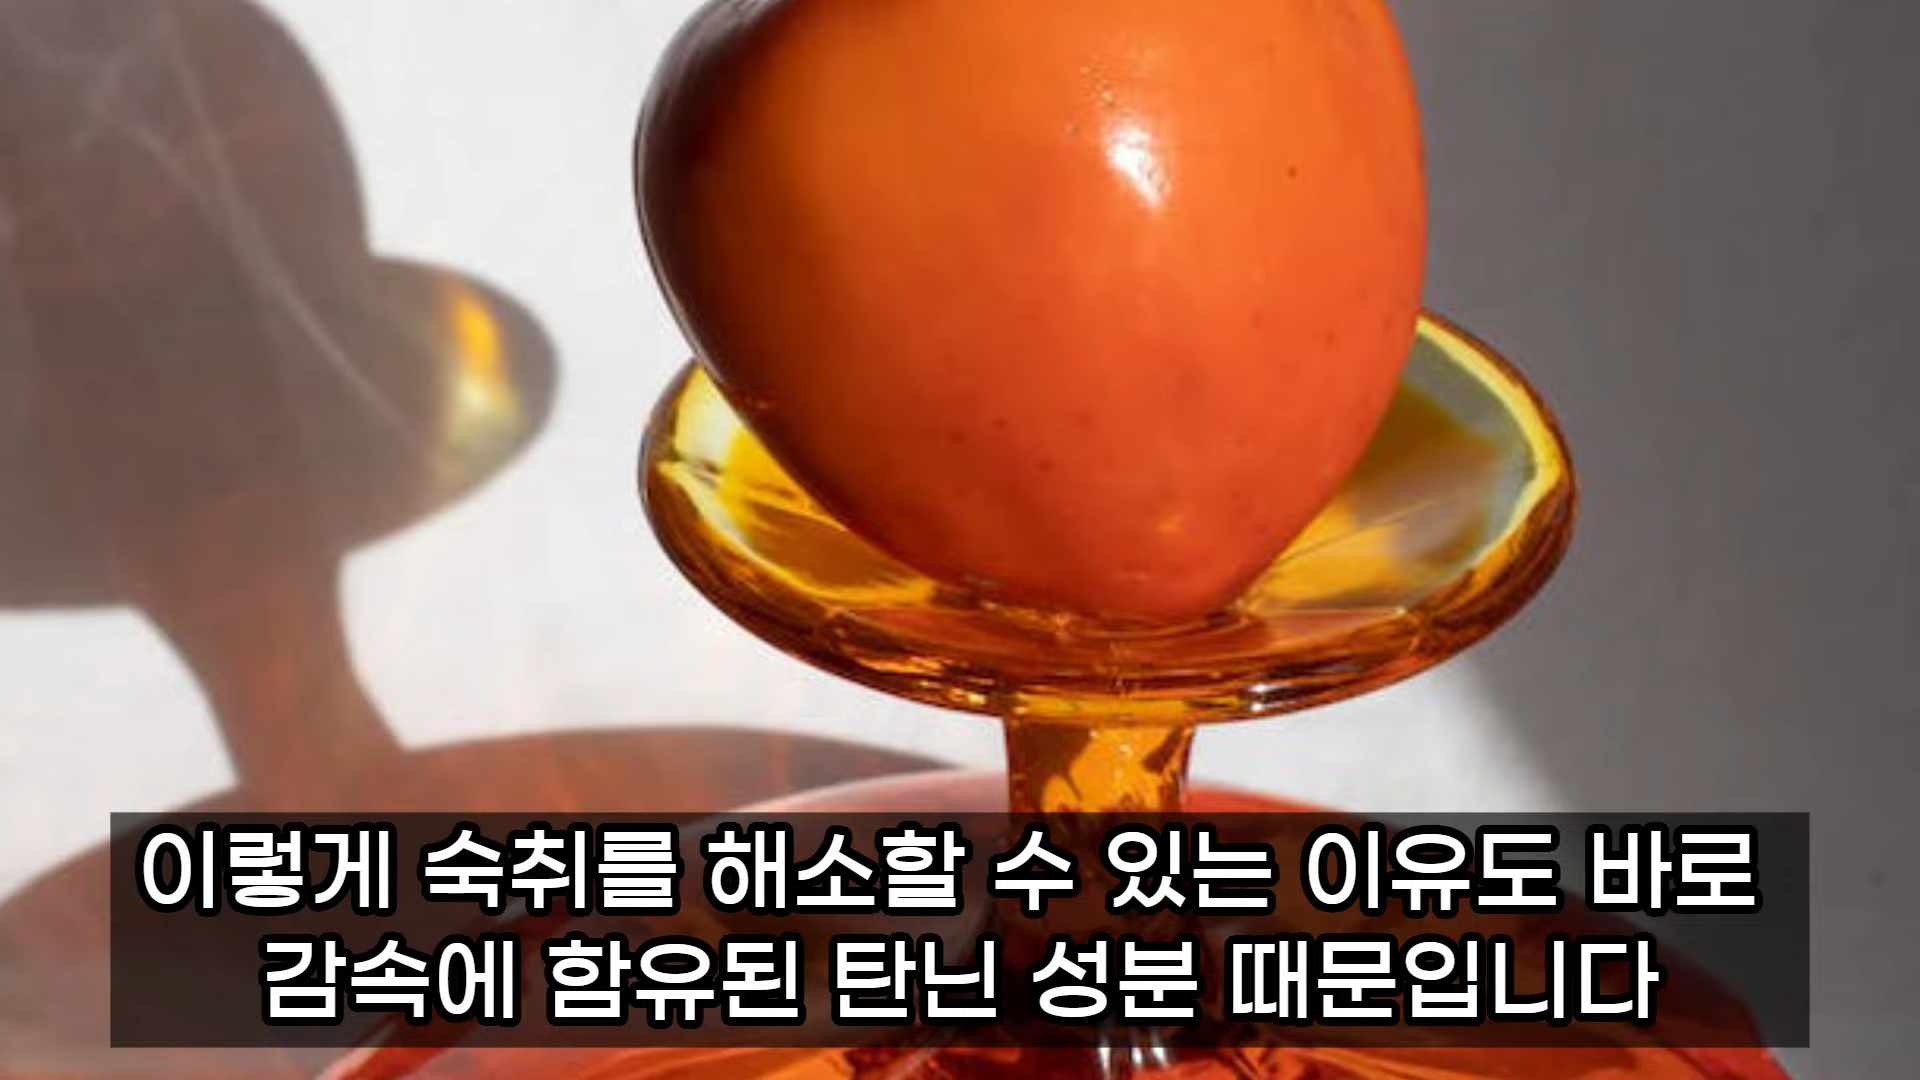 이렇게 숙취를 해소할 수 있는 이유도 바로
감속에 함유된 탄닌 성분 때문입니다